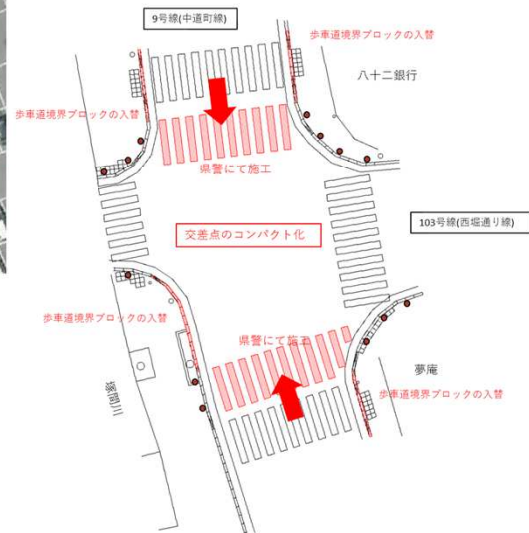 9号線(中道町線)
歩車道境界ブロックの入替
八十二銀行
歩車道境界ブロックの入替
県警にて施工
103号線(西堀通り線)
交差点のコンパクト化
歩車道境界ブロックの入替
県警にて施工
塚間川
夢庵
歩車道境界ブロックの入替